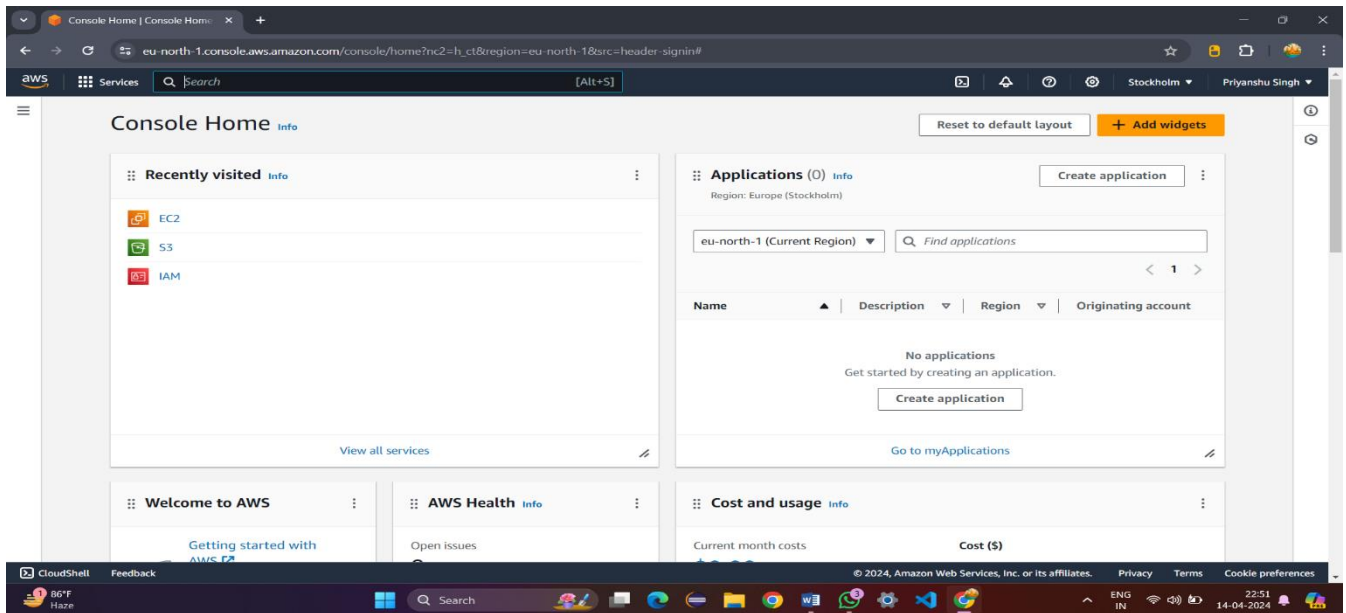 Console Home | Console Home
eu-north-1.console.aws.amazon.com/console/home?nc2=h_ct&region=eu-north-1&src=header-signin#
aws Services Search [Alt+S] Stockholm Priyanshu Singh
Console Home Info Reset to default layout + Add widgets
Recently visited Info
EC2
S3
IAM
View all services
Applications (0) Info Create application
Region: Europe (Stockholm)
eu-north-1 (Current Region) Find applications
1
Name Description Region Originating account
No applications
Get started by creating an application.
Create application
Go to myApplications
Welcome to AWS
Getting started with
AWS
AWS Health Info
Open issues
Cost and usage Info
Current month costs Cost ($)
CloudShell Feedback © 2024, Amazon Web Services, Inc. or its affiliates. Privacy Terms Cookie preferences
1
86°F
Haze
Search
ENG
IN
22:51
14-04-2024